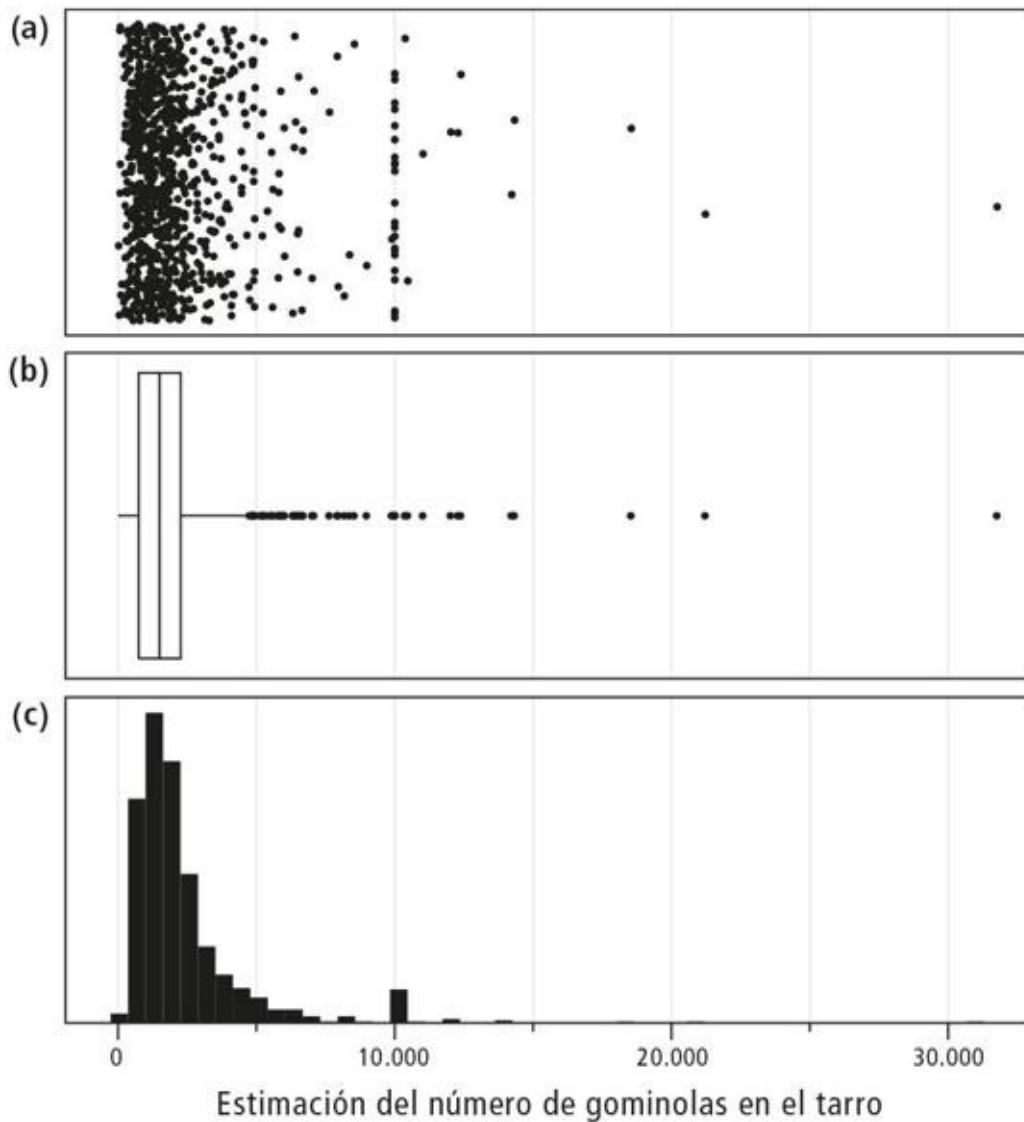 (a)
(b)
(c)
0 10.000 20.000 30.000
Estimación del número de gominolas en el tarro